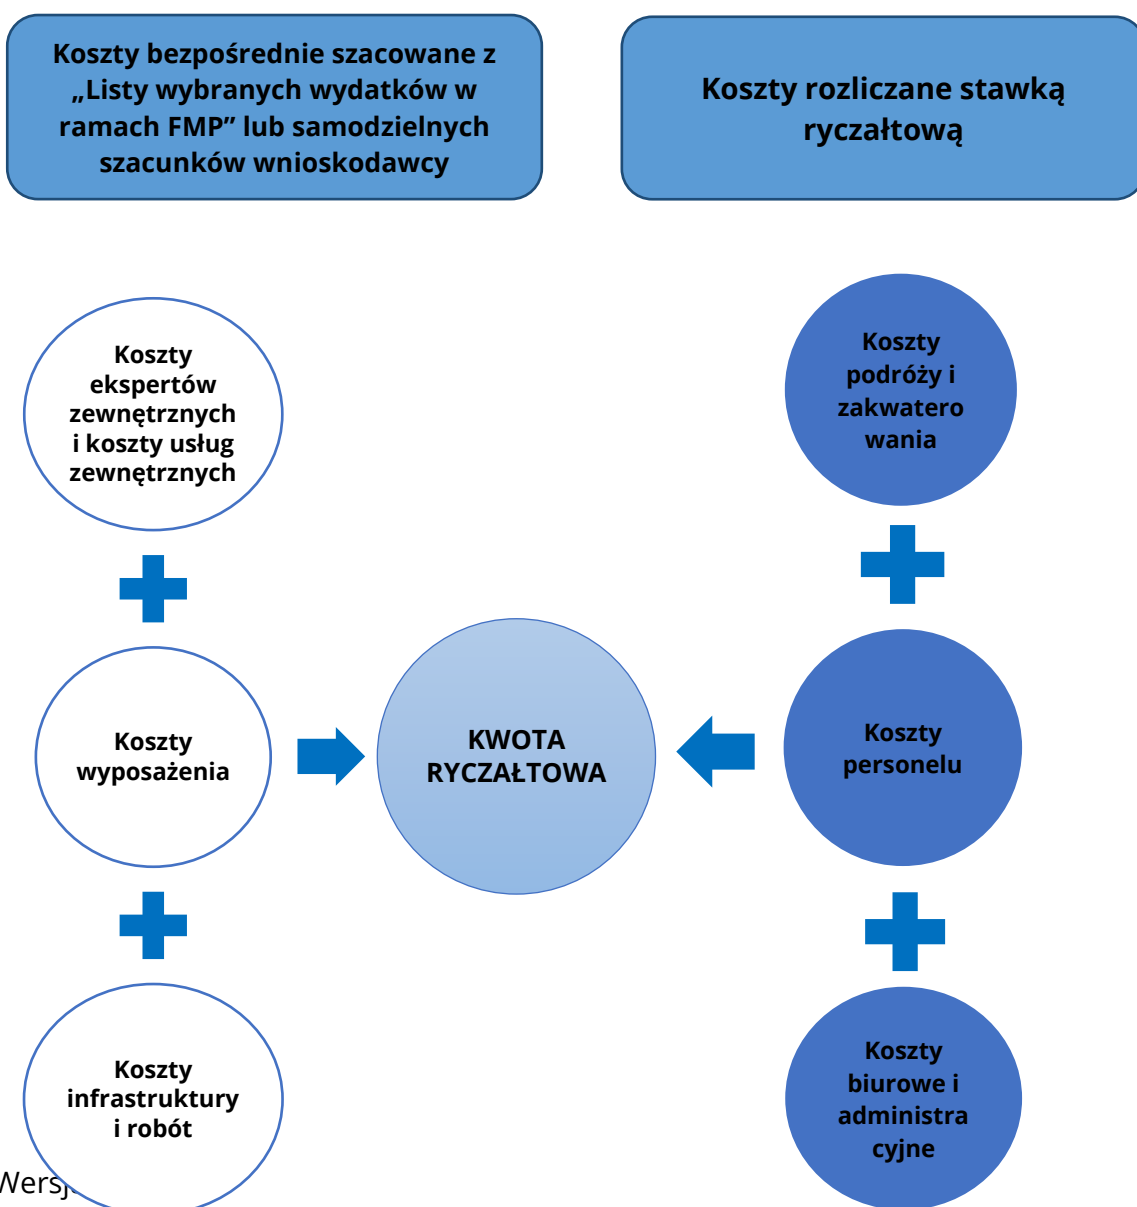 Koszty bezpośrednie szacowane z
„Listy wybranych wydatków w
ramach FMP” lub samodzielnych
szacunków wnioskodawcy
Koszty rozliczane stawką
ryczałtową
Koszty
ekspertów
zewnętrznych
i koszty usług
zewnętrznych
Koszty
podróży i
zakwatero
wania
Koszty
wyposażenia
KWOTA
RYCZAŁTOWA
Koszty
personelu
Koszty
infrastruktury
i robót
Koszty
biurowe i
administra
cyjne